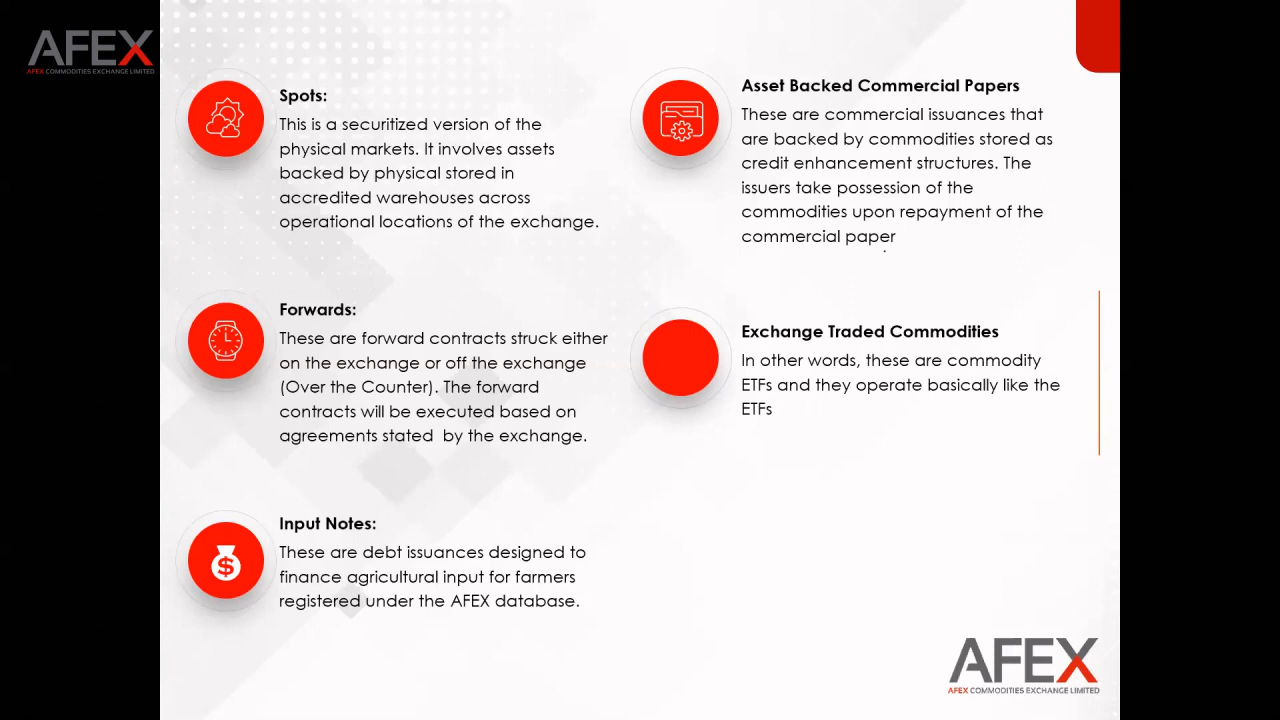 AFEX
AFEX COMMODITIES EXCHANGE LIMITED
Spots:
This is a securitized version of the
physical markets. It involves assets
backed by physical stored in
accredited warehouses across
operational locations of the exchange.
Forwards:
These are forward contracts struck either
on the exchange or off the exchange
(Over the Counter). The forward
contracts will be executed based on
agreements stated  by the exchange.
Input Notes:
$
These are debt issuances designed to
finance agricultural input for farmers
registered under the AFEX database.
Asset Backed Commercial Papers
These are commercial issuances that
are backed by commodities stored as
credit enhancement structures. The
issuers take possession of the
commodities upon repayment of the
commercial paper
.
Exchange Traded Commodities
In other words, these are commodity
ETFs and they operate basically like the
ETFs
AFEX
AFEX COMMODITIES EXCHANGE LIMITED